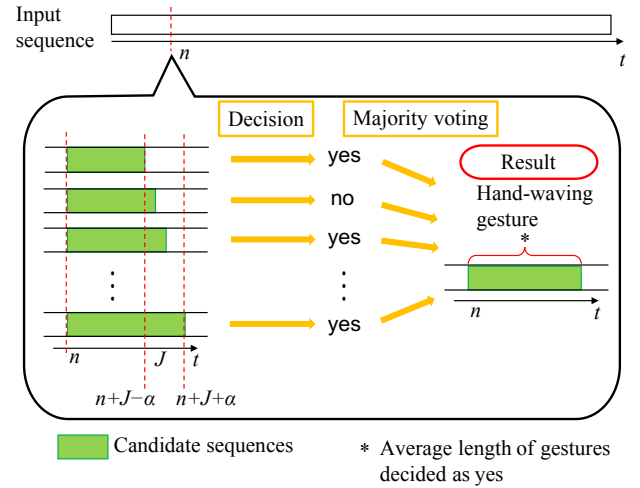 Input
sequence
n
t
Decision
Majority voting
yes
no
yes
yes
Result
Hand-waving
gesture
*
n
t
n
J
t
n+J−α
n+J+α
Candidate sequences
* Average length of gestures
decided as yes